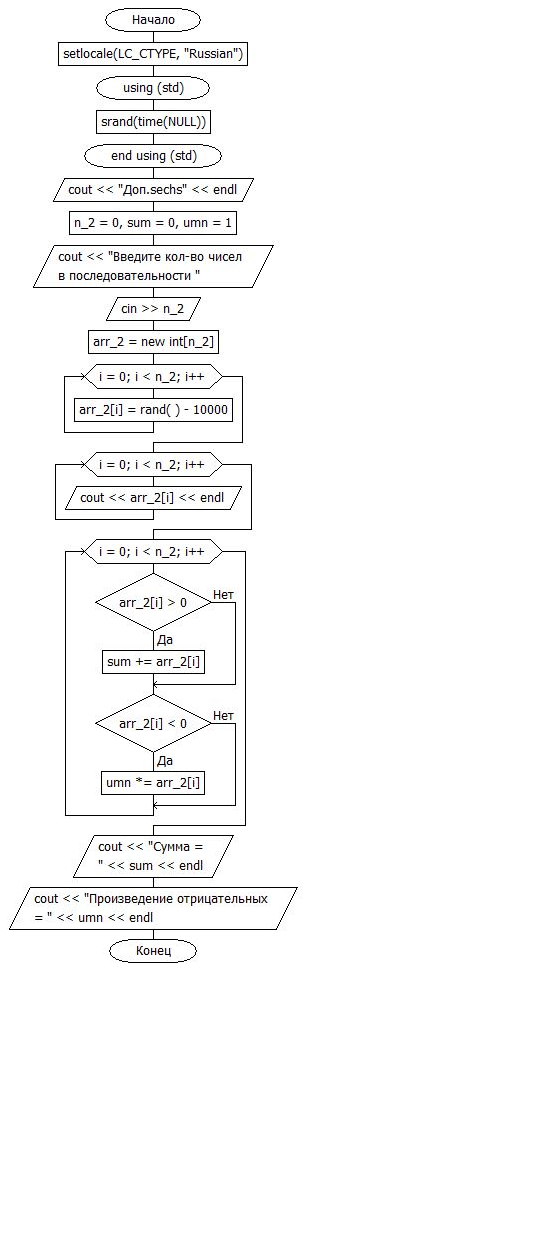 Начало
setlocale(LC_CTYPE, "Russian")
using (std)
srand(time(NULL))
end using (std)
cout << "Доп.sechs" << endl
n_2 = 0, sum = 0, umn = 1
cout << "Введите кол-во чисел
в последовательности "
cin >> n_2
arr_2 = new int[n_2]
i = 0; i < n_2; i++
arr_2[i] = rand( ) - 10000
i = 0; i < n_2; i++
cout << arr_2[i] << endl
i = 0; i < n_2; i++
Нет
arr_2[i] > 0
Да
sum += arr_2[i]
Нет
arr_2[i] < 0
Да
umn *= arr_2[i]
cout << "Сумма =
" << sum << endl
cout << "Произведение отрицательных
= " << umn << endl
Конец